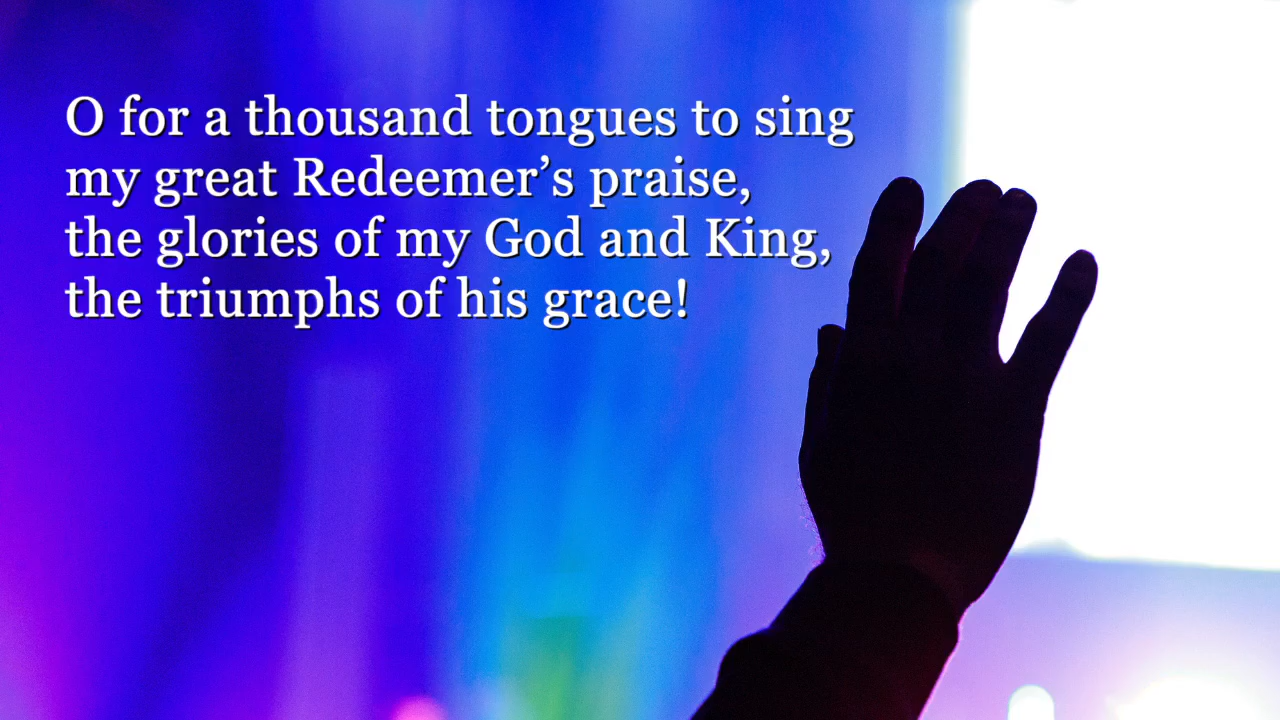 O for a thousand tongues to sing
my great Redeemer’s praise,
the glories of my God and King,
the triumphs of his grace!